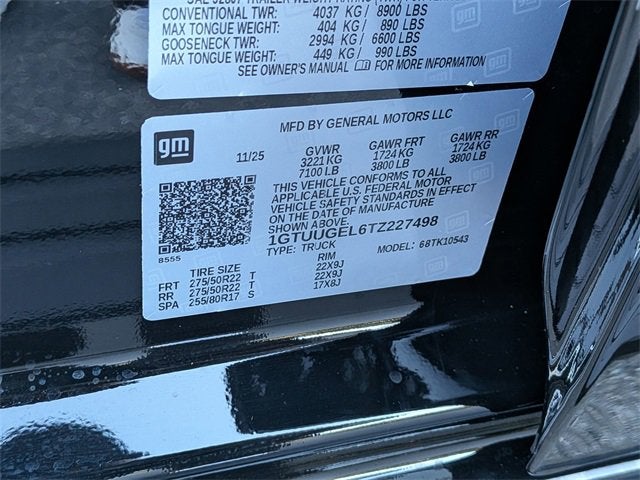 CONVENTIONAL TWR: 4037 KG / 8900 LBS
MAX TONGUE WEIGHT: 404 KG / 890 LBS
GOOSENECK TWR: 2994 KG / 6600 LBS
MAX TONGUE WEIGHT: 449 KG / 990 LBS
SEE OWNER'S MANUAL FOR MORE INFORMATION
gm
MFD BY GENERAL MOTORS LLC
11/25 GVWR GAWR FRT GAWR RR
3221 KG 1724 KG 1724 KG
7100 LB 3800 LB 3800 LB
THIS VEHICLE CONFORMS TO ALL
APPLICABLE U.S. FEDERAL MOTOR
VEHICLE SAFETY STANDARDS IN EFFECT
ON THE DATE OF MANUFACTURE
SHOWN ABOVE.
1GTUUGEL6TZ227498
8555 TYPE: TRUCK MODEL: 68TK10543
TIRE SIZE RIM
FRT 275/50R22 T 22X9J
RR 275/50R22 T 22X9J
SPA 255/80R17 S 17X8J